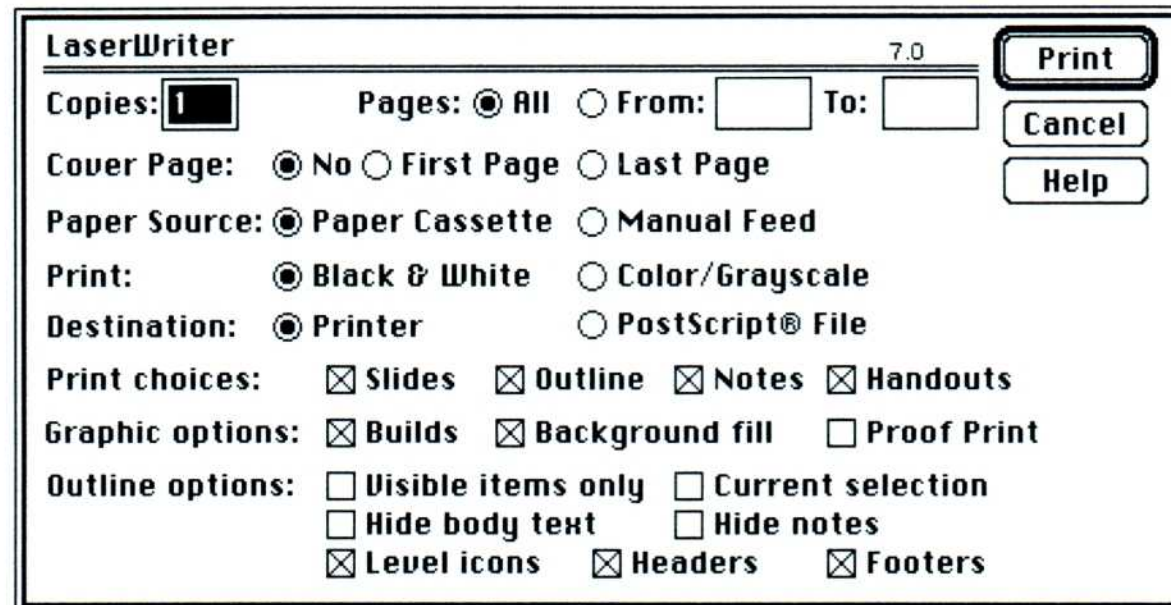 LaserWriter 7.0 Print
Copies: 1 Pages: All From: To:
Cancel
Cover Page: No First Page Last Page
Help
Paper Source: Paper Cassette Manual Feed
Print: Black & White Color/Grayscale
Destination: Printer PostScript® File
Print choices: Slides Outline Notes Handouts
Graphic options: Builds Background fill Proof Print
Outline options: Visible items only Current selection
Hide body text Hide notes
Level icons Headers Footers